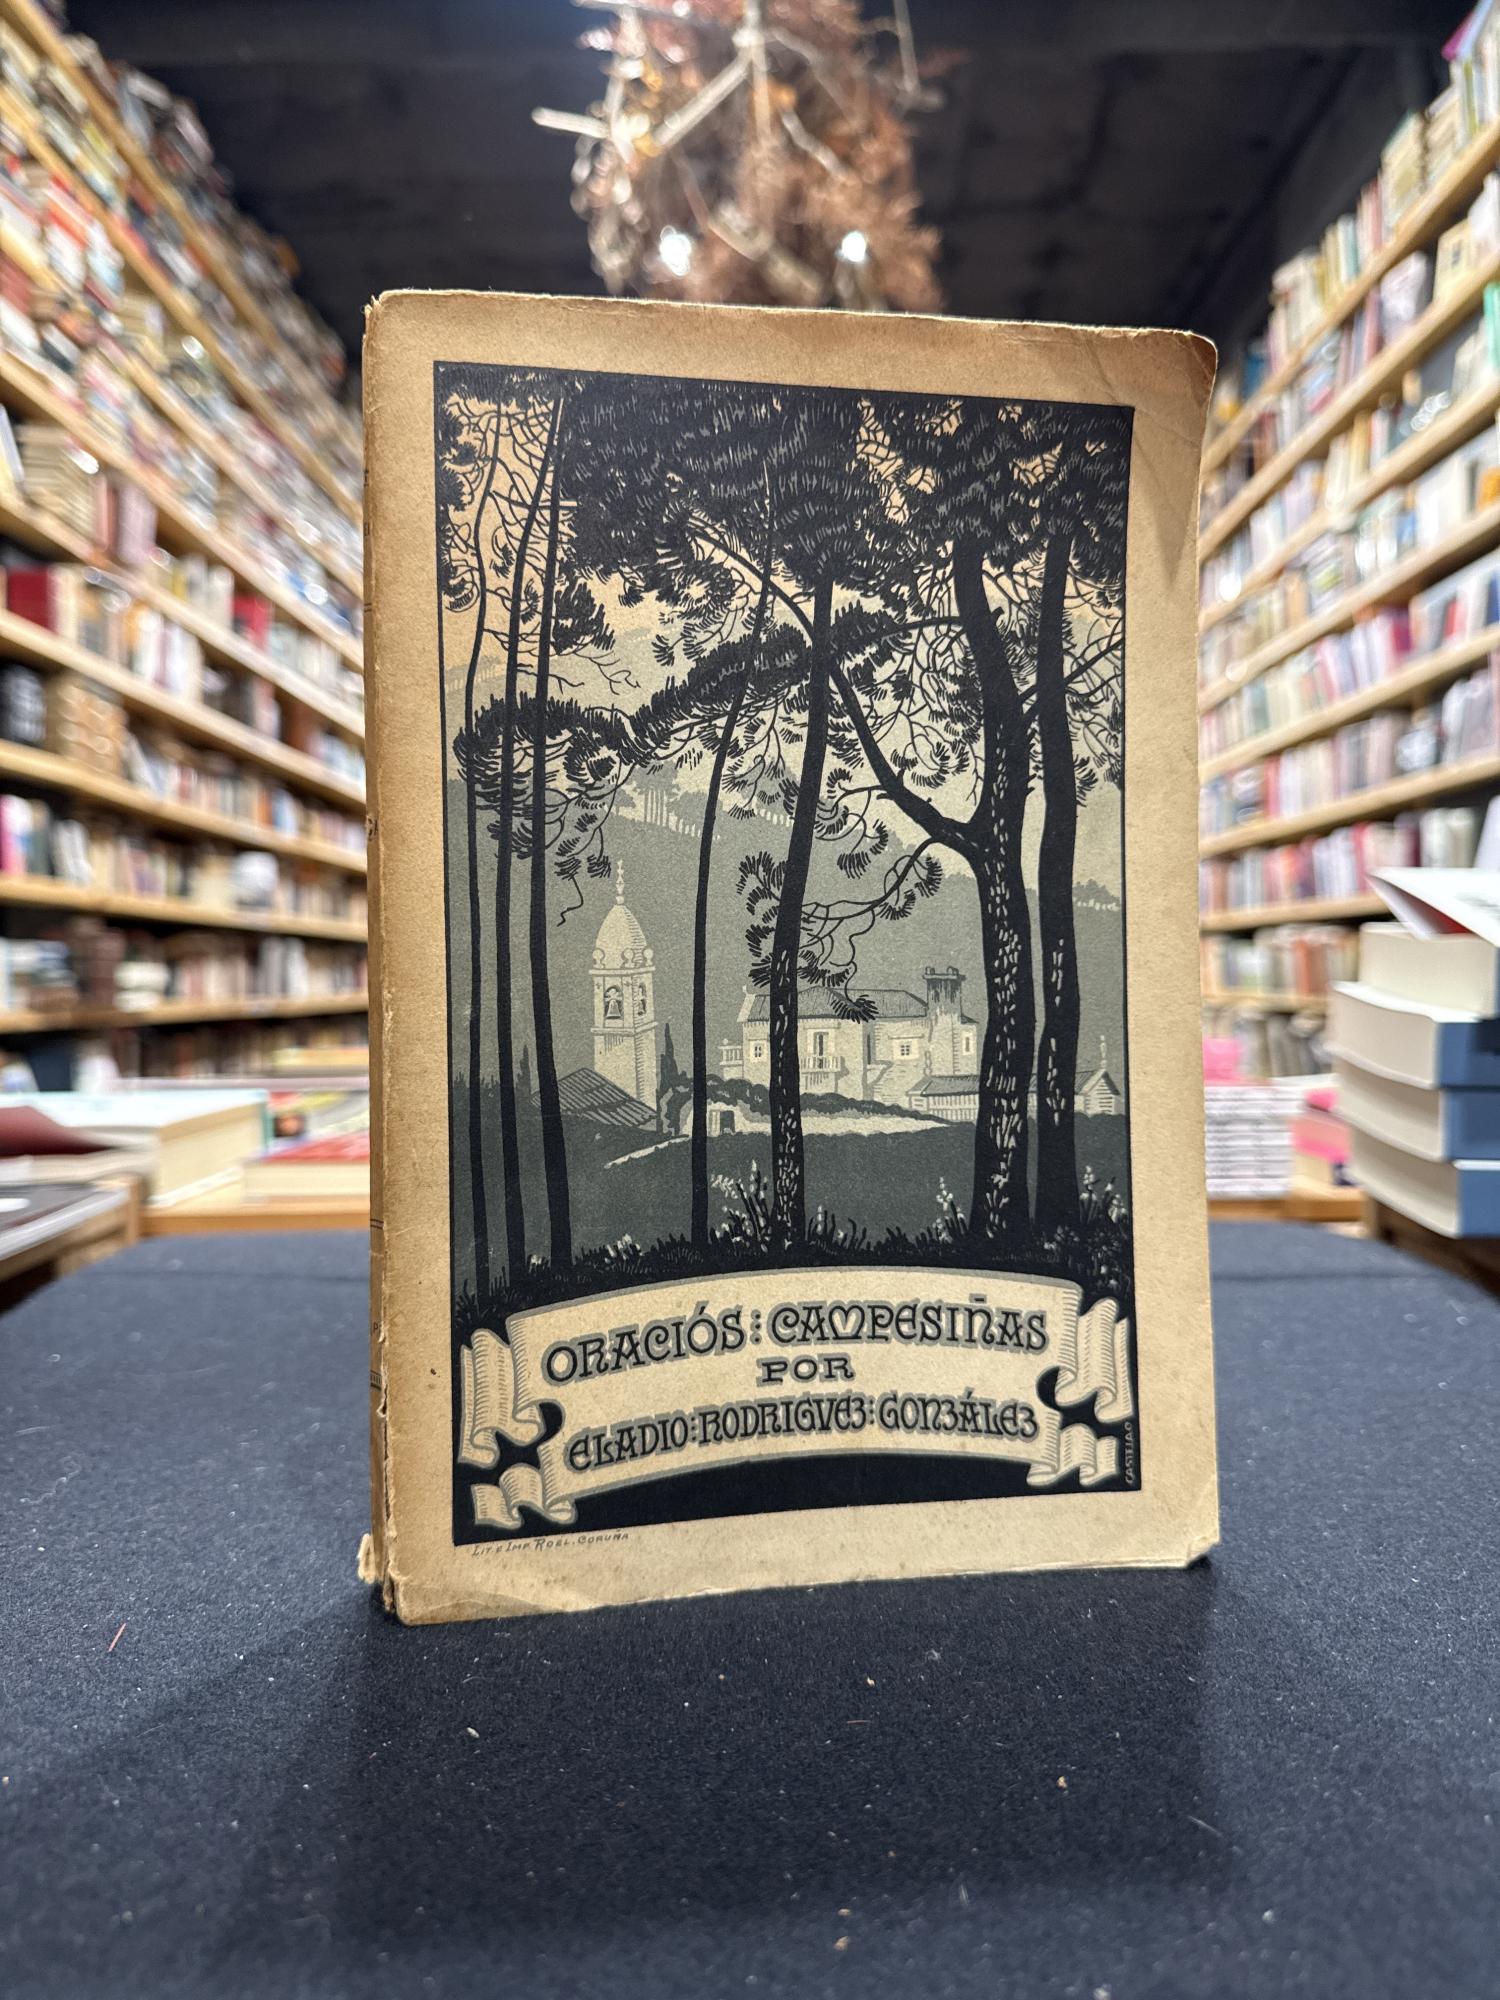 ORACIÓS : CAMPESIÑAS
POR
ELADIO : RODRIGUEZ : GONZÁLEZ
CASTELAO
LIT. E IMP. ROEL. CORUÑA